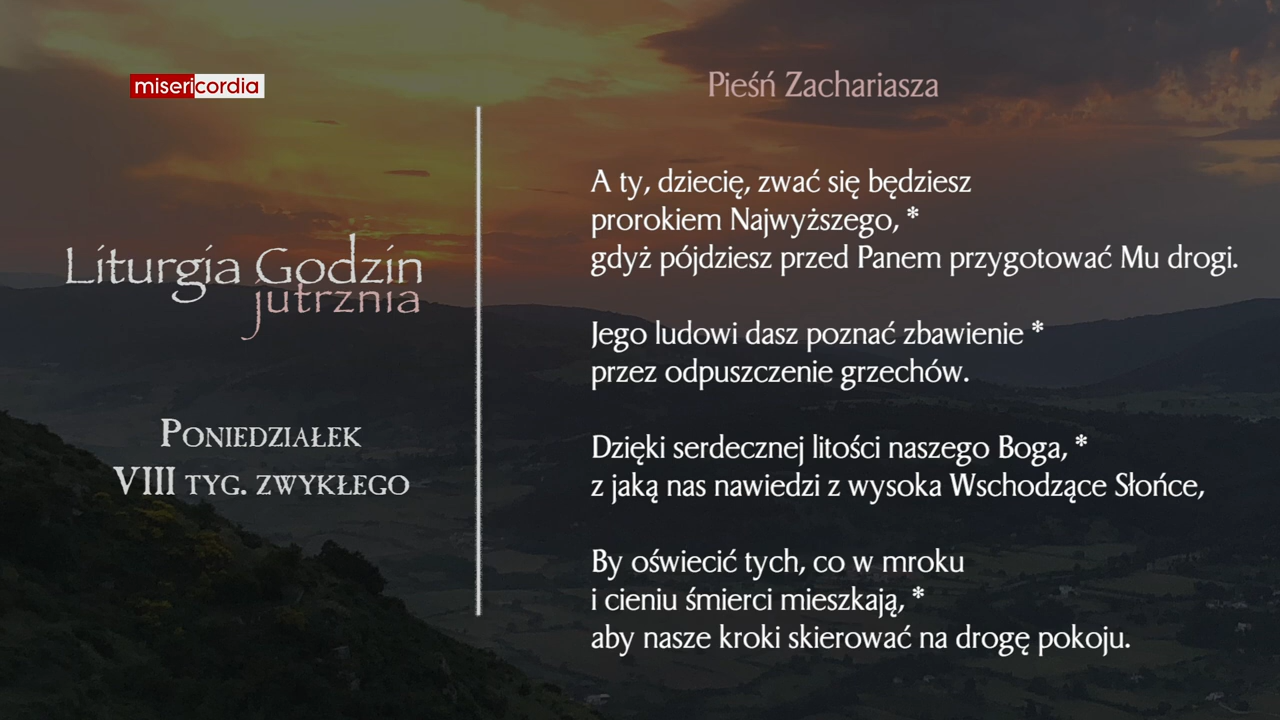 misericordia
Liturgia Godzin
jutrznia
Poniedziałek
VIII tyg. zwykłego
Pieśń Zachariasza
A ty, dziecię, zwać się będziesz
prorokiem Najwyższego, *
gdyż pójdziesz przed Panem przygotować Mu drogi.
Jego ludowi dasz poznać zbawienie *
przez odpuszczenie grzechów.
Dzięki serdecznej litości naszego Boga, *
z jaką nas nawiedzi z wysoka Wschodzące Słońce,
By oświecić tych, co w mroku
i cieniu śmierci mieszkają, *
aby nasze kroki skierować na drogę pokoju.